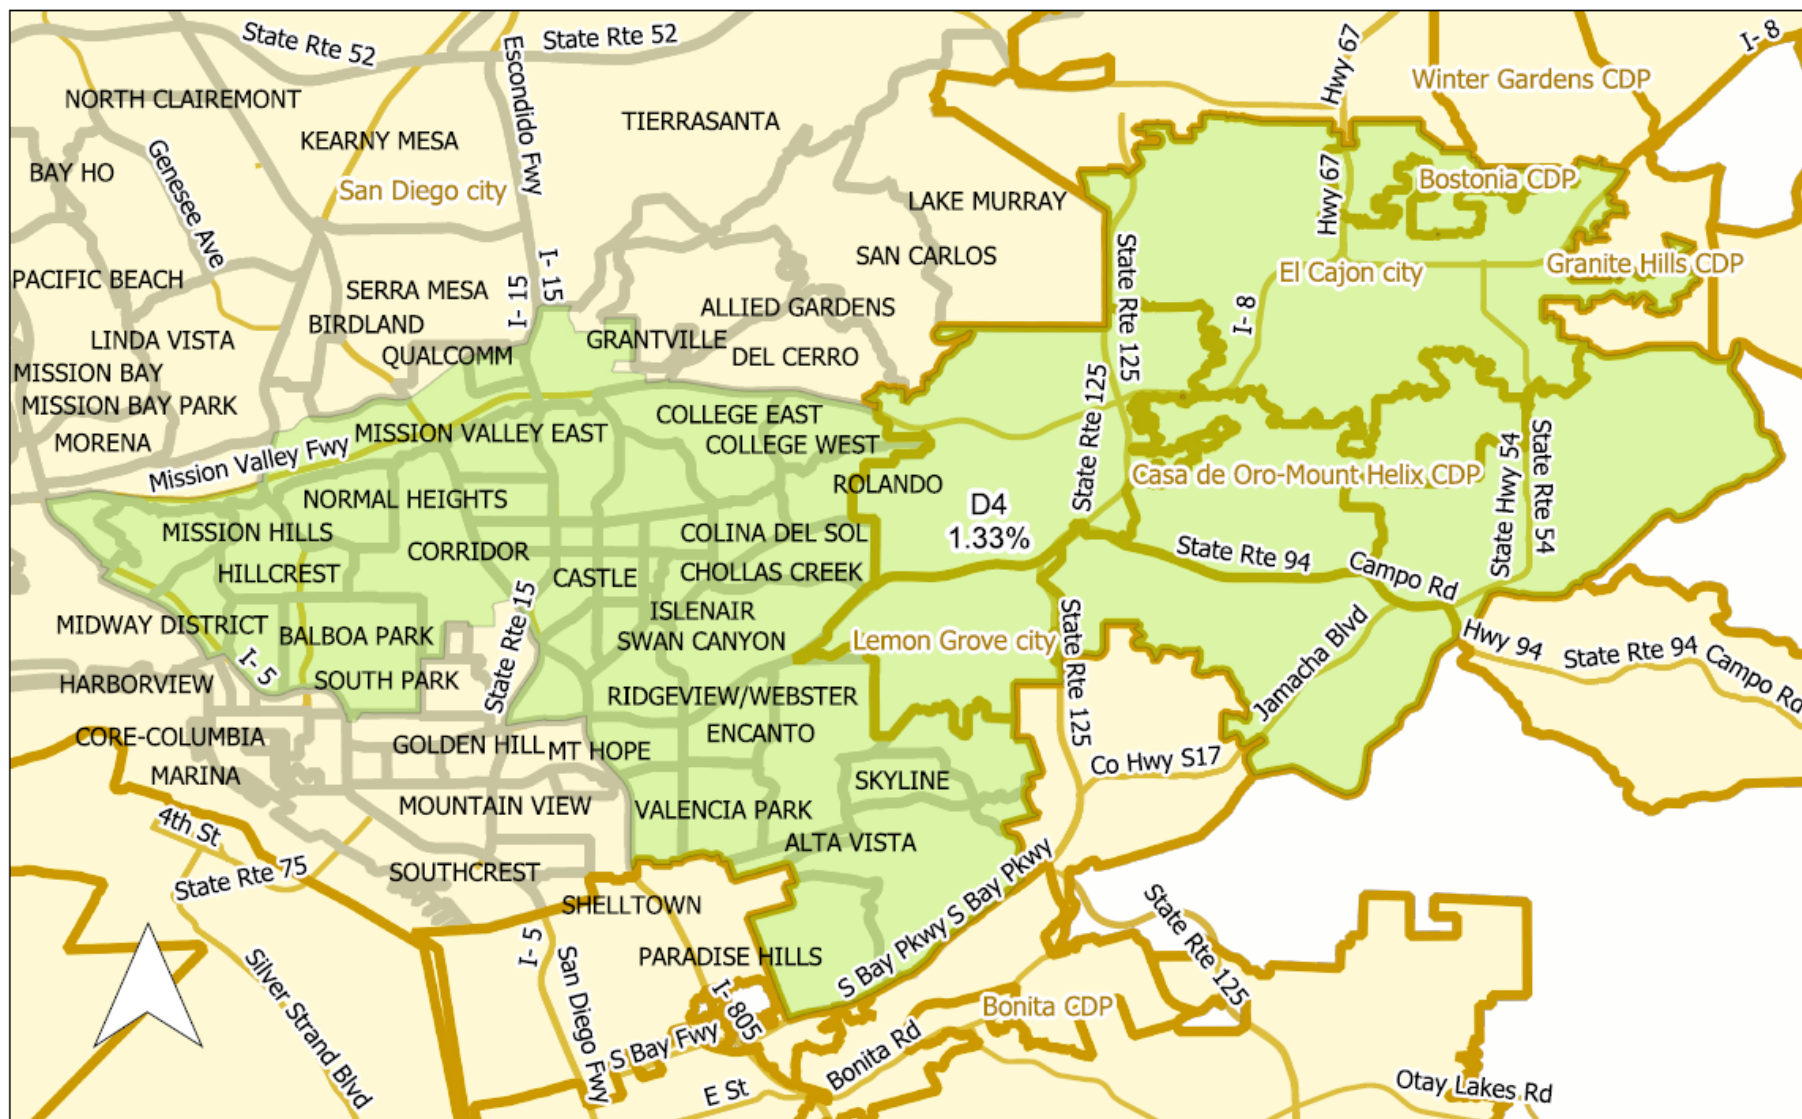 State Rte 52
State Rte 52
Escondido Fwy
Hwy 67
I- 8
Winter Gardens CDP
NORTH CLAIREMONT
KEARNY MESA
TIERRASANTA
BAY HO
Genesee Ave
San Diego city
LAKE MURRAY
Hwy 67
Bostonia CDP
PACIFIC BEACH
SERRA MESA
I- 15
I- 15
SAN CARLOS
State Rte 125
El Cajon city
Granite Hills CDP
LINDA VISTA
BIRDLAND
ALLIED GARDENS
I- 8
QUALCOMM
GRANTVILLE
DEL CERRO
MISSION BAY
MISSION BAY PARK
MORENA
Mission Valley Fwy
MISSION VALLEY EAST
COLLEGE EAST
COLLEGE WEST
State Rte 125
ROLANDO
Casa de Oro-Mount Helix CDP
State Hwy 54
State Rte 54
NORMAL HEIGHTS
D4
1.33%
MISSION HILLS
CORRIDOR
COLINA DEL SOL
HILLCREST
CASTLE
CHOLLAS CREEK
State Rte 94
Campo Rd
ISLENAIR
MIDWAY DISTRICT
BALBOA PARK
State Rte 15
SWAN CANYON
Lemon Grove city
State Rte 125
Jamacha Blvd
Hwy 94
State Rte 94
Campo Rd
I- 5
HARBORVIEW
SOUTH PARK
RIDGEVIEW/WEBSTER
CORE-COLUMBIA
GOLDEN HILL
MT HOPE
ENCANTO
Co Hwy S17
MARINA
SKYLINE
4th St
MOUNTAIN VIEW
VALENCIA PARK
ALTA VISTA
State Rte 75
SOUTHCREST
SHELLTOWN
S Bay Pkwy
S Bay Pkwy
Silver Strand Blvd
I- 5
San Diego Fwy
PARADISE HILLS
State Rte 125
I- 805
S Bay Fwy
Bonita CDP
Bonita Rd
E St
Otay Lakes Rd